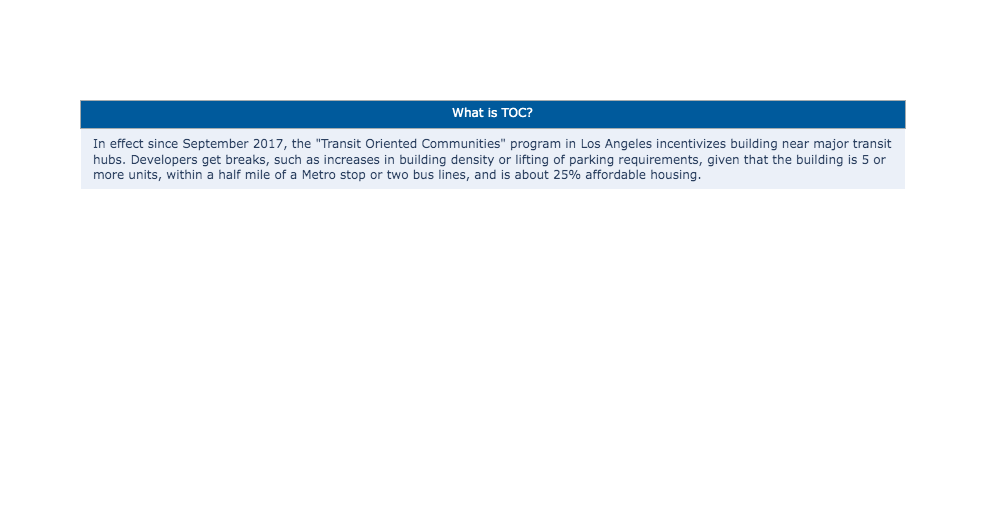 What is TOC?
In effect since September 2017, the "Transit Oriented Communities" program in Los Angeles incentivizes building near major transit
hubs. Developers get breaks, such as increases in building density or lifting of parking requirements, given that the building is 5 or
more units, within a half mile of a Metro stop or two bus lines, and is about 25% affordable housing.